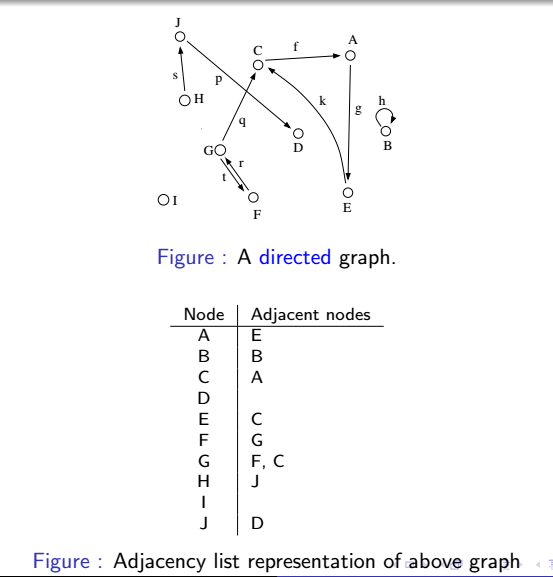 J
A
C
f
s
p
H
k
g
h
q
D
B
G
r
t
I
F
E
Figure : A directed graph.
Node Adjacent nodes
A E
B B
C A
D
E C
F G
G F, C
H J
I
J D
Figure : Adjacency list representation of above graph